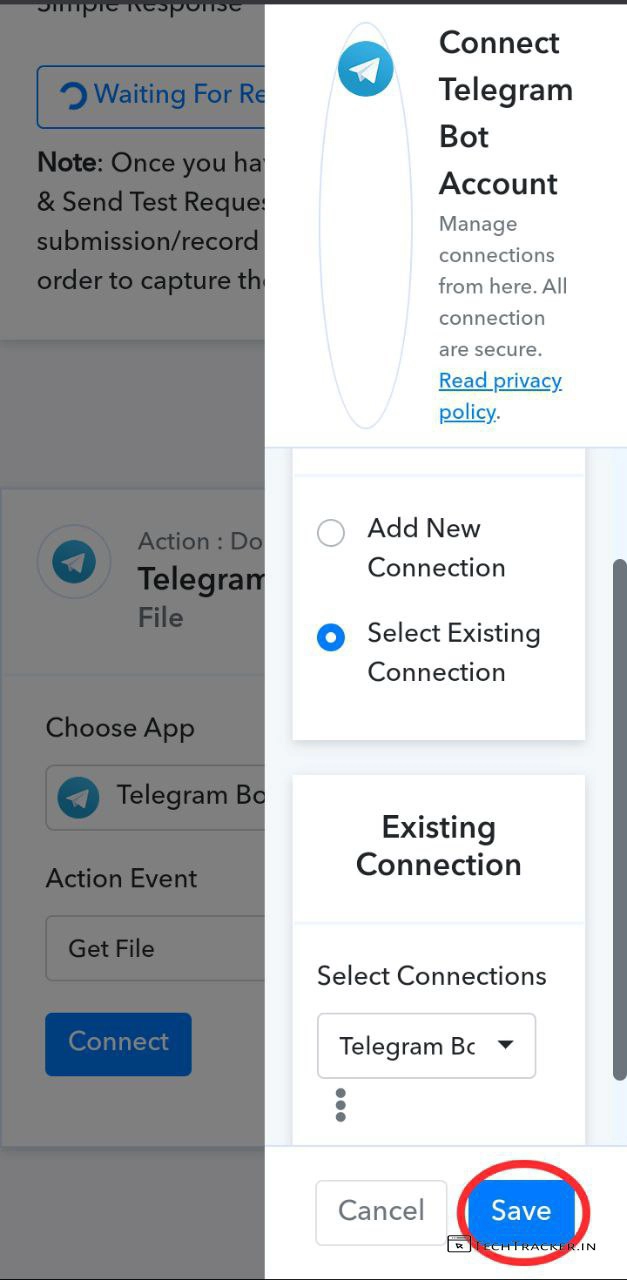 Simple Response
Waiting For Re
Note: Once you ha
& Send Test Reques
submission/record
order to capture the
Action : Do
Telegram
File
Choose App
Telegram Bo
Action Event
Get File
Connect
Connect
Telegram
Bot
Account
Manage
connections
from here. All
connection
are secure.
Read privacy
policy.
Add New
Connection
Select Existing
Connection
Existing
Connection
Select Connections
Telegram Bo
Cancel
Save
TechTracker.in